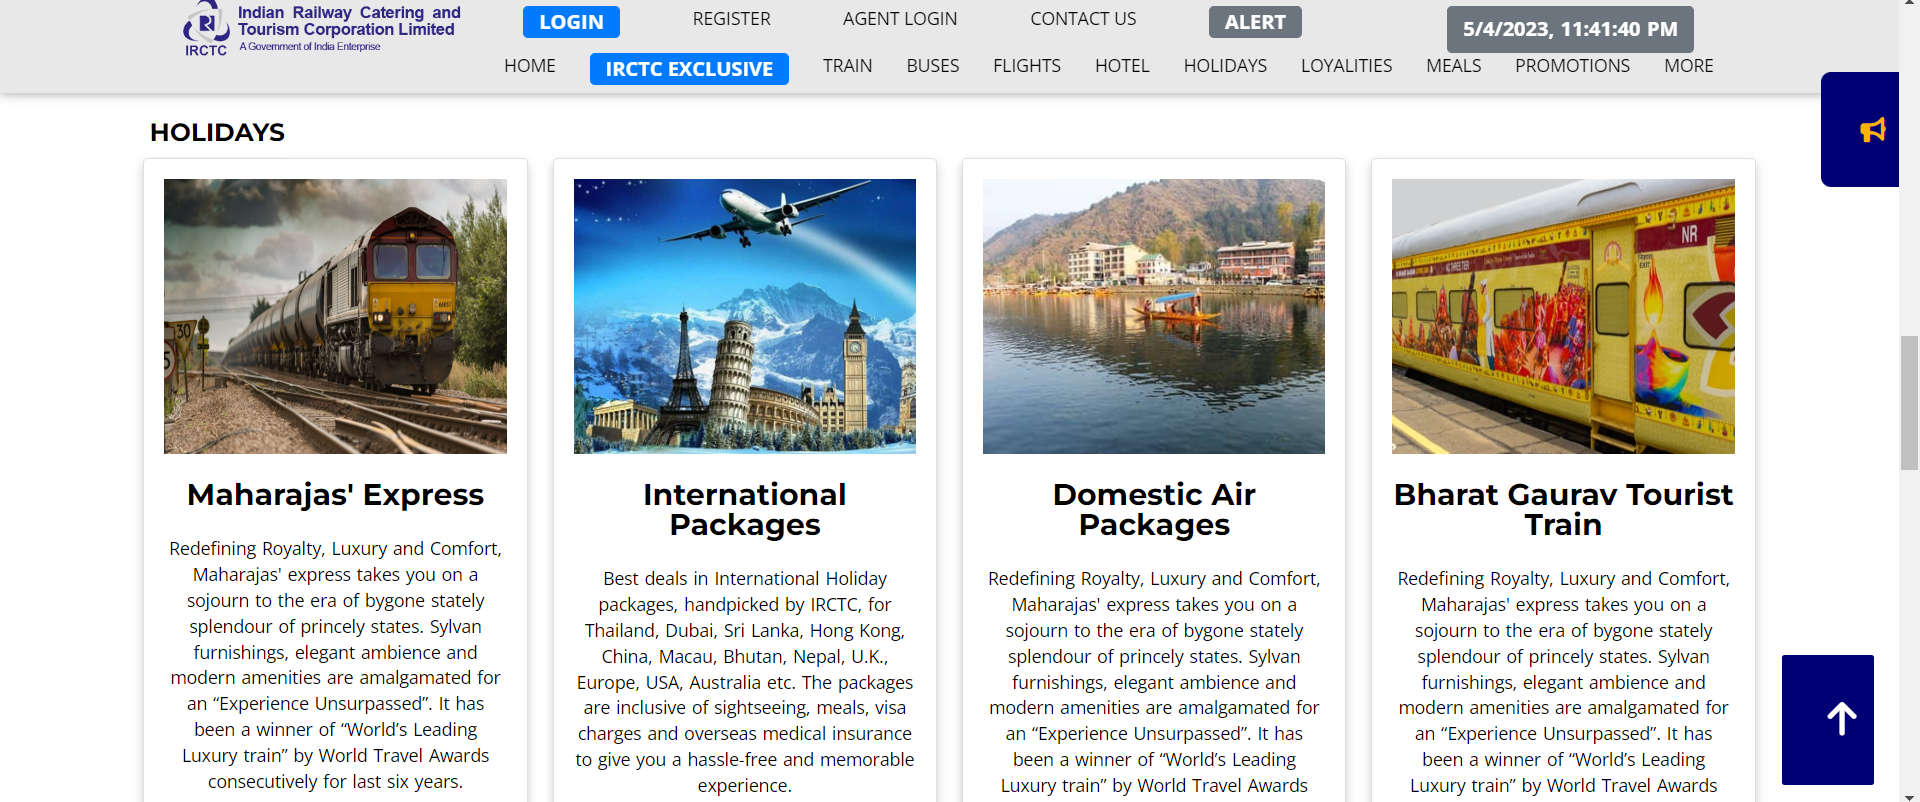 Indian Railway Catering and
Tourism Corporation Limited
A Government of India Enterprise
IRCTC
LOGIN
REGISTER
AGENT LOGIN
CONTACT US
ALERT
5/4/2023, 11:41:40 PM
HOME
IRCTC EXCLUSIVE
TRAIN
BUSES
FLIGHTS
HOTEL
HOLIDAYS
LOYALITIES
MEALS
PROMOTIONS
MORE
HOLIDAYS
30
5
NR
Maharajas' Express
Redefining Royalty, Luxury and Comfort,
Maharajas' express takes you on a
sojourn to the era of bygone stately
splendour of princely states. Sylvan
furnishings, elegant ambience and
modern amenities are amalgamated for
an “Experience Unsurpassed”. It has
been a winner of “World’s Leading
Luxury train” by World Travel Awards
consecutively for last six years.
International
Packages
Best deals in International Holiday
packages, handpicked by IRCTC, for
Thailand, Dubai, Sri Lanka, Hong Kong,
China, Macau, Bhutan, Nepal, U.K.,
Europe, USA, Australia etc. The packages
are inclusive of sightseeing, meals, visa
charges and overseas medical insurance
to give you a hassle-free and memorable
experience.
Domestic Air
Packages
Redefining Royalty, Luxury and Comfort,
Maharajas' express takes you on a
sojourn to the era of bygone stately
splendour of princely states. Sylvan
furnishings, elegant ambience and
modern amenities are amalgamated for
an “Experience Unsurpassed”. It has
been a winner of “World’s Leading
Luxury train” by World Travel Awards
Bharat Gaurav Tourist
Train
Redefining Royalty, Luxury and Comfort,
Maharajas' express takes you on a
sojourn to the era of bygone stately
splendour of princely states. Sylvan
furnishings, elegant ambience and
modern amenities are amalgamated for
an “Experience Unsurpassed”. It has
been a winner of “World’s Leading
Luxury train” by World Travel Awards